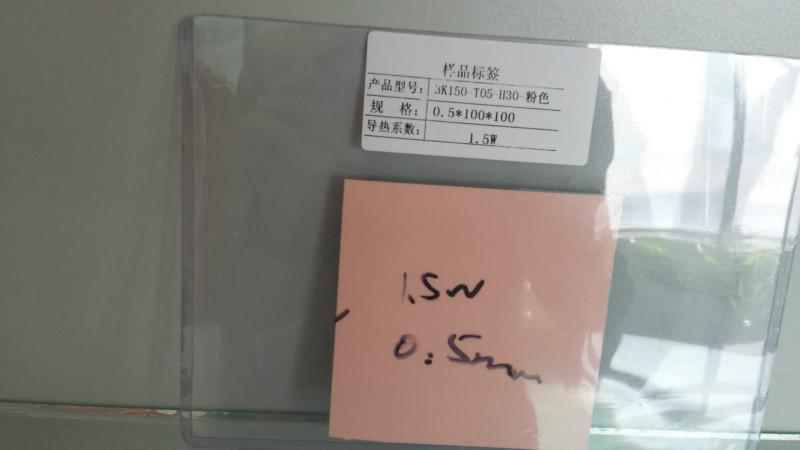 样品标签
产品型号： 3K150-T05-H30-粉色
规 格： 0.5*100*100
导热系数： 1.5W
1.5W
0.5mm